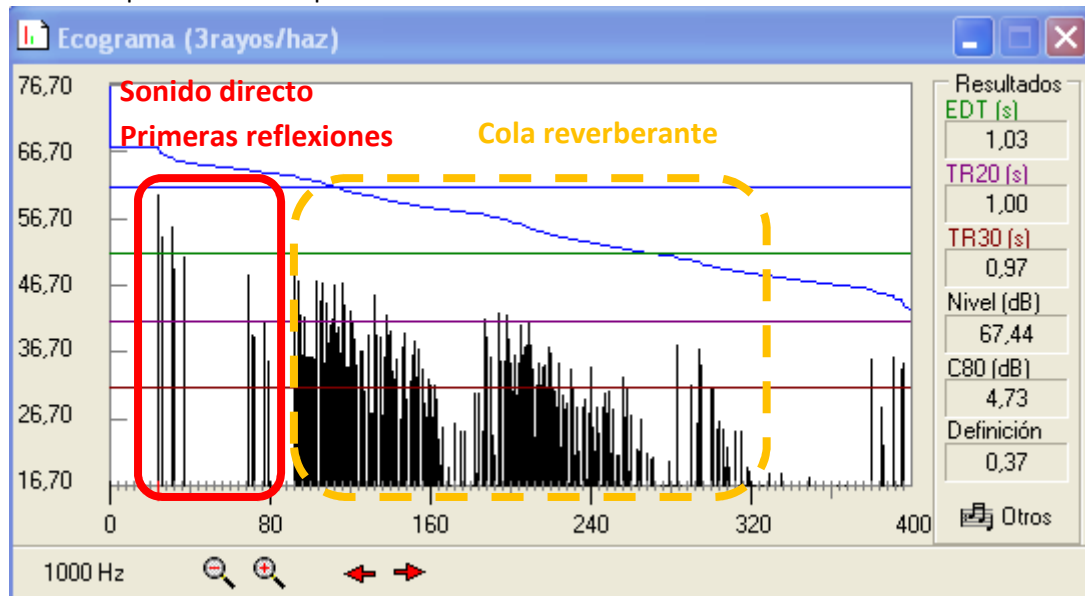 Ecograma (3rayos/haz)
76,70
66,70
56,70
46,70
36,70
26,70
16,70
Sonido directo
Primeras reflexiones
Cola reverberante
0
80
160
240
320
400
Resultados
EDT (s)
1,03
TR20 (s)
1,00
TR30 (s)
0,97
Nivel (dB)
67,44
C80 (dB)
4,73
Definición
0,37
Otros
1000 Hz